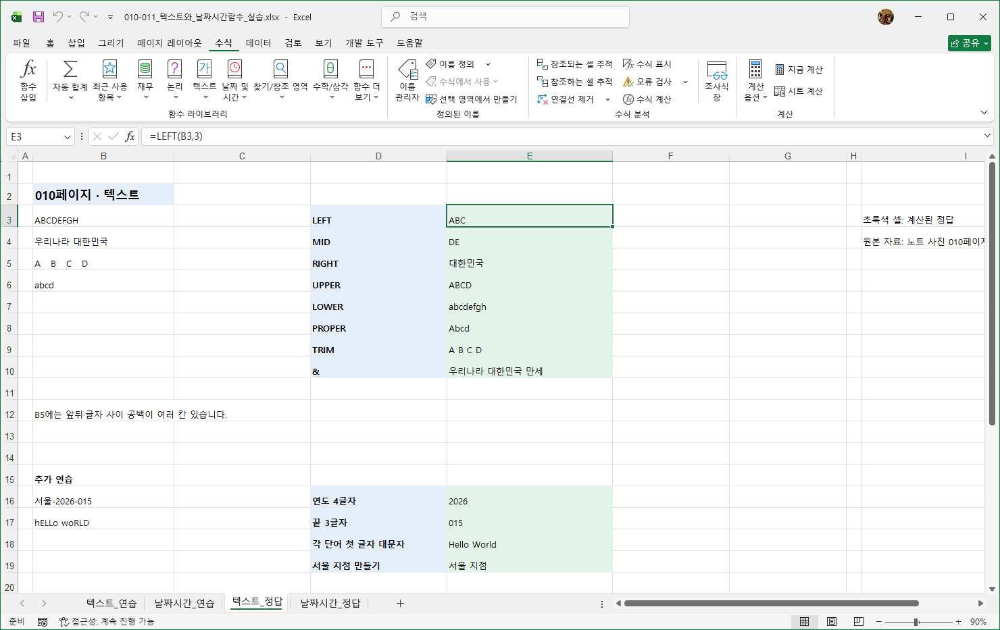 010-011_텍스트와_날짜시간함수_실습.xlsx - Excel
검색
파일 홈 삽입 그리기 페이지 레이아웃 수식 데이터 검토 보기 개발 도구 도움말
공유
함수 삽입
자동 합계
최근 사용 항목
재무
논리
텍스트
날짜 및 시간
찾기/참조 영역
수학/삼각
함수 더 보기
함수 라이브러리
이름 관리자
이름 정의
수식에서 사용
선택 영역에서 만들기
정의된 이름
참조되는 셀 추적
참조하는 셀 추적
연결선 제거
수식 표시
오류 검사
수식 계산
수식 분석
조사식 창
계산 옵션
지금 계산
시트 계산
계산
E3
fx
=LEFT(B3,3)
A B C D E F G H I
1
2 010페이지 · 텍스트
3 ABCDEFGH LEFT ABC 초록색 셀: 계산된 정답
4 우리나라 대한민국 MID DE 원본 자료: 노트 사진 010페이지
5 A B C D RIGHT 대한민국
6 abcd UPPER ABCD
7 LOWER abcdefgh
8 PROPER Abcd
9 TRIM A B C D
10 & 우리나라 대한민국 만세
11
12 B5에는 앞뒤·글자 사이 공백이 여러 칸 있습니다.
13
14
15 추가 연습
16 서울-2026-015 연도 4글자 2026
17 hELLo woRLD 끝 3글자 015
18 각 단어 첫 글자 대문자 Hello World
19 서울 지점 만들기 서울 지점
20
텍스트_연습 날짜시간_연습 텍스트_정답 날짜시간_정답
준비 접근성: 계속 진행 가능 90%